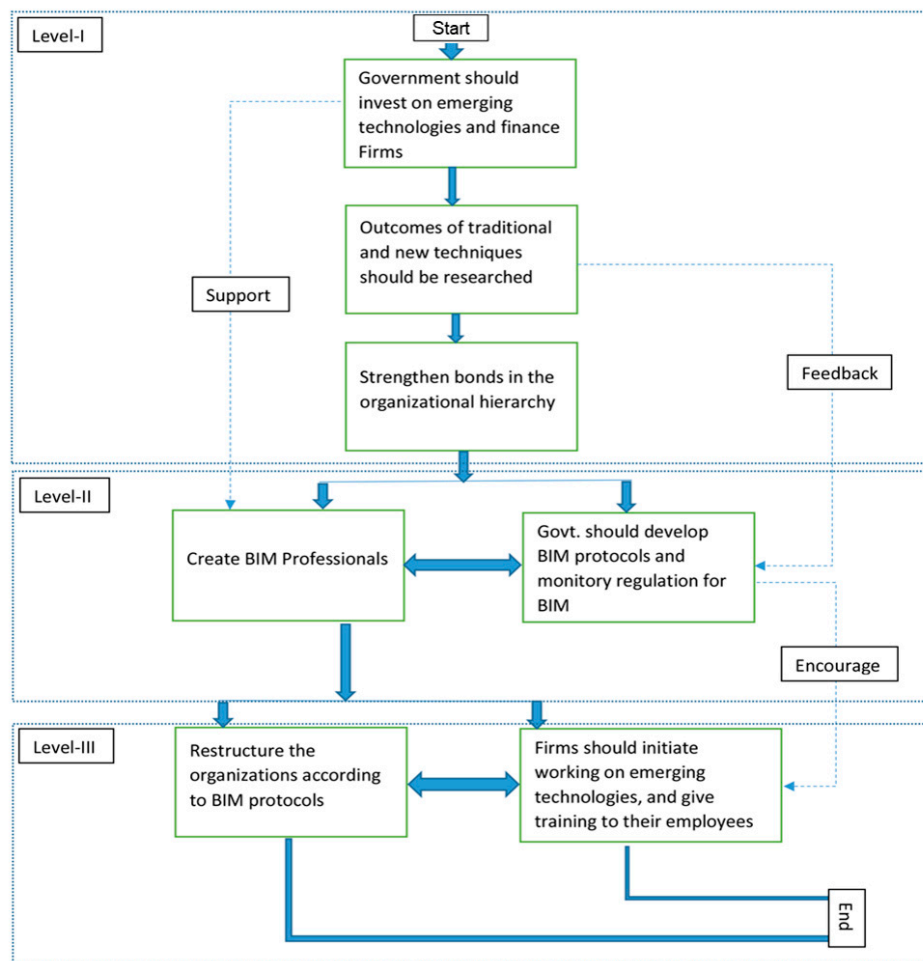 Level-I
Start
Government should
invest on emerging
technologies and finance
Firms
Outcomes of traditional
and new techniques
should be researched
Support
Strengthen bonds in the
organizational hierarchy
Feedback
Level-II
Create BIM Professionals
Govt. should develop
BIM protocols and
monitory regulation for
BIM
Encourage
Level-III
Restructure the
organizations according
to BIM protocols
Firms should initiate
working on emerging
technologies, and give
training to their employees
End